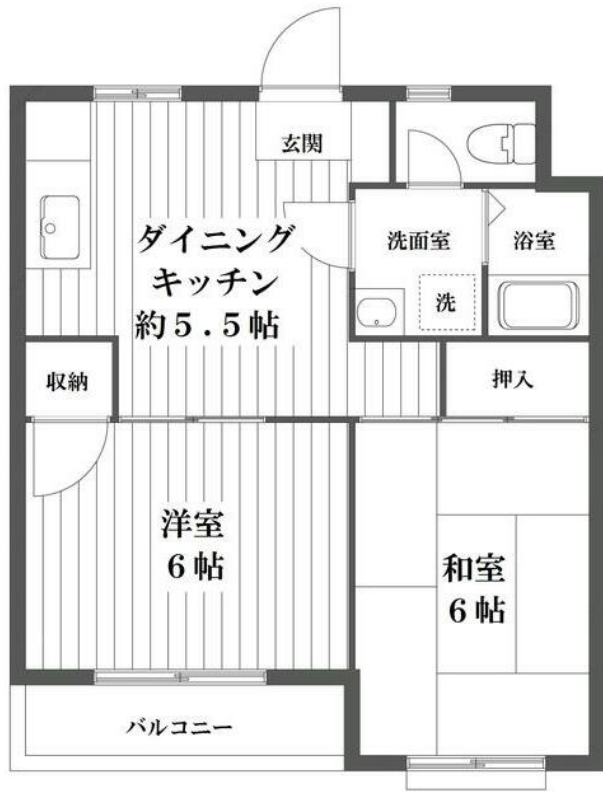 玄関
ダイニング
キッチン
約5.5帖
洗面室
浴室
洗
収納
押入
洋室
6帖
和室
6帖
バルコニー